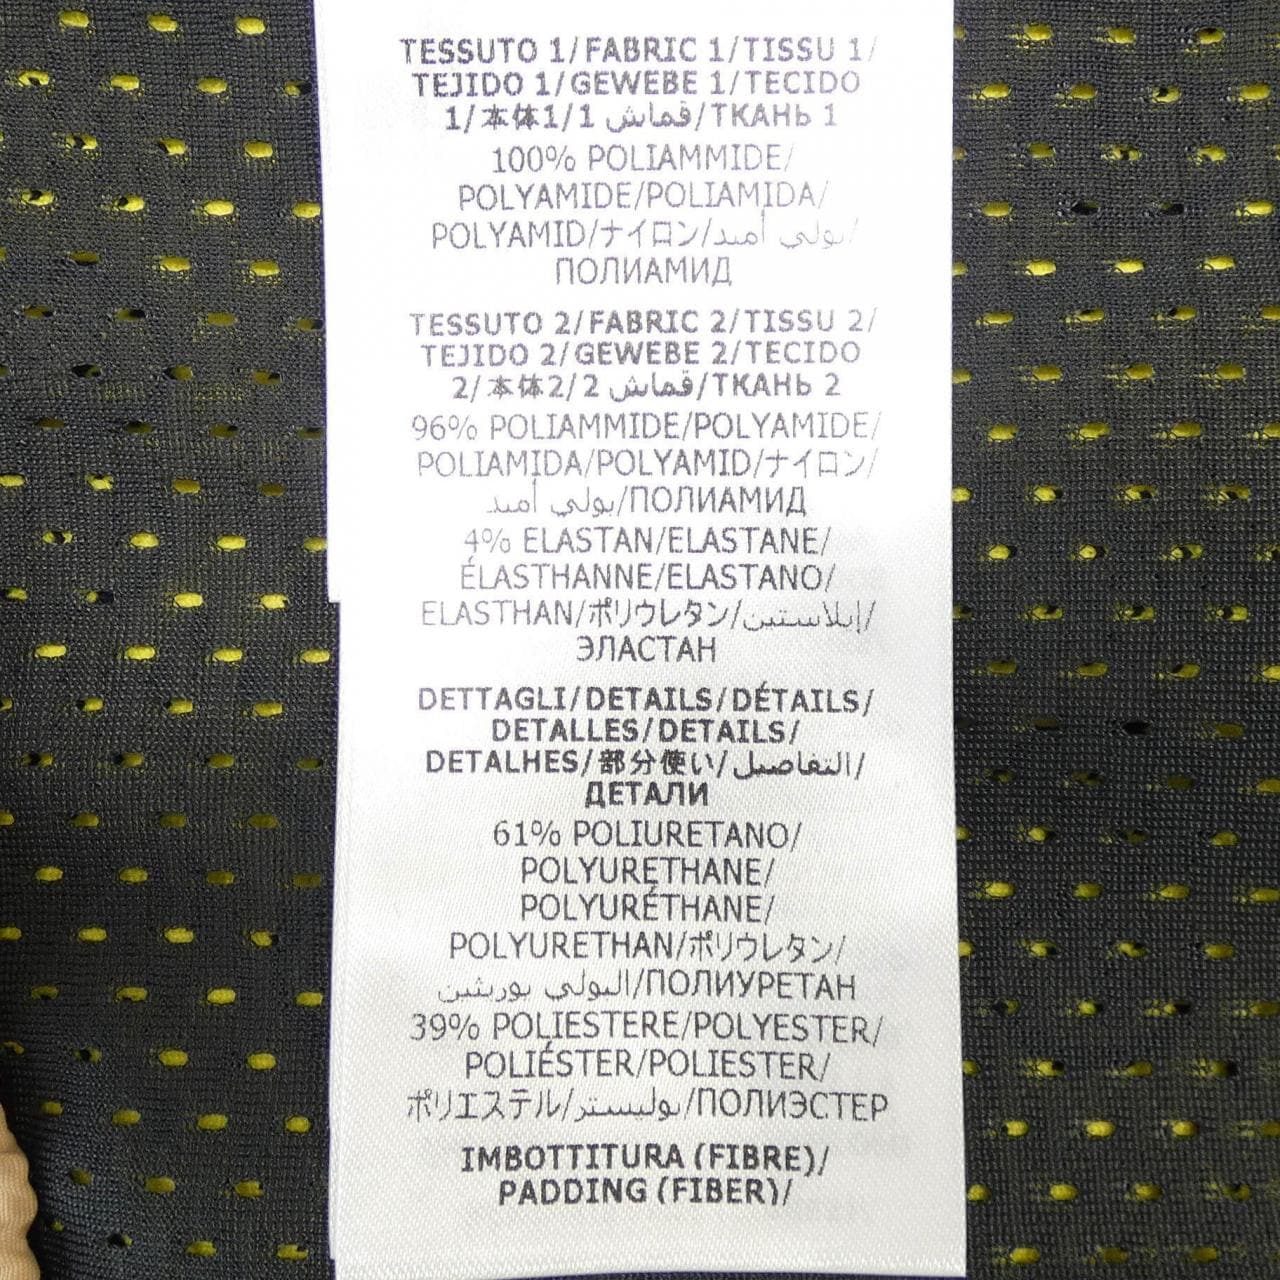 TESSUTO 1/FABRIC 1/TISSU 1/
TEJIDO 1/GEWEBE 1/TECIDO
1/本体1/قماش 1/ТКАНЬ 1
100% POLIAMMIDE/
POLYAMIDE/POLIAMIDA/
POLYAMID/ナイロン/بولي أميد/
ПОЛИАМИД
TESSUTO 2/FABRIC 2/TISSU 2/
TEJIDO 2/GEWEBE 2/TECIDO
2/本体2/قماش 2/ТКАНЬ 2
96% POLIAMMIDE/POLYAMIDE/
POLIAMIDA/POLYAMID/ナイロン/
بولي أميد/ПОЛИАМИД
4% ELASTAN/ELASTANE/
ÉLASTHANNE/ELASTANO/
ELASTHAN/ポリウレタン/إيلاستين/
ЭЛАСТАН
DETTAGLI/DETAILS/DÉTAILS/
DETALLES/DETAILS/
DETALHES/部分使い/التفاصيل/
ДЕТАЛИ
61% POLIURETANO/
POLYURETHANE/
POLYURÉTHANE/
POLYURETHAN/ポリウレタン/
البولي يوريثين/ПОЛИУРЕТАН
39% POLIESTERE/POLYESTER/
POLIÉSTER/POLIESTER/
ポリエステル/بوليستر/ПОЛИЭСТЕР
IMBOTTITURA (FIBRE)/
PADDING (FIBER)/